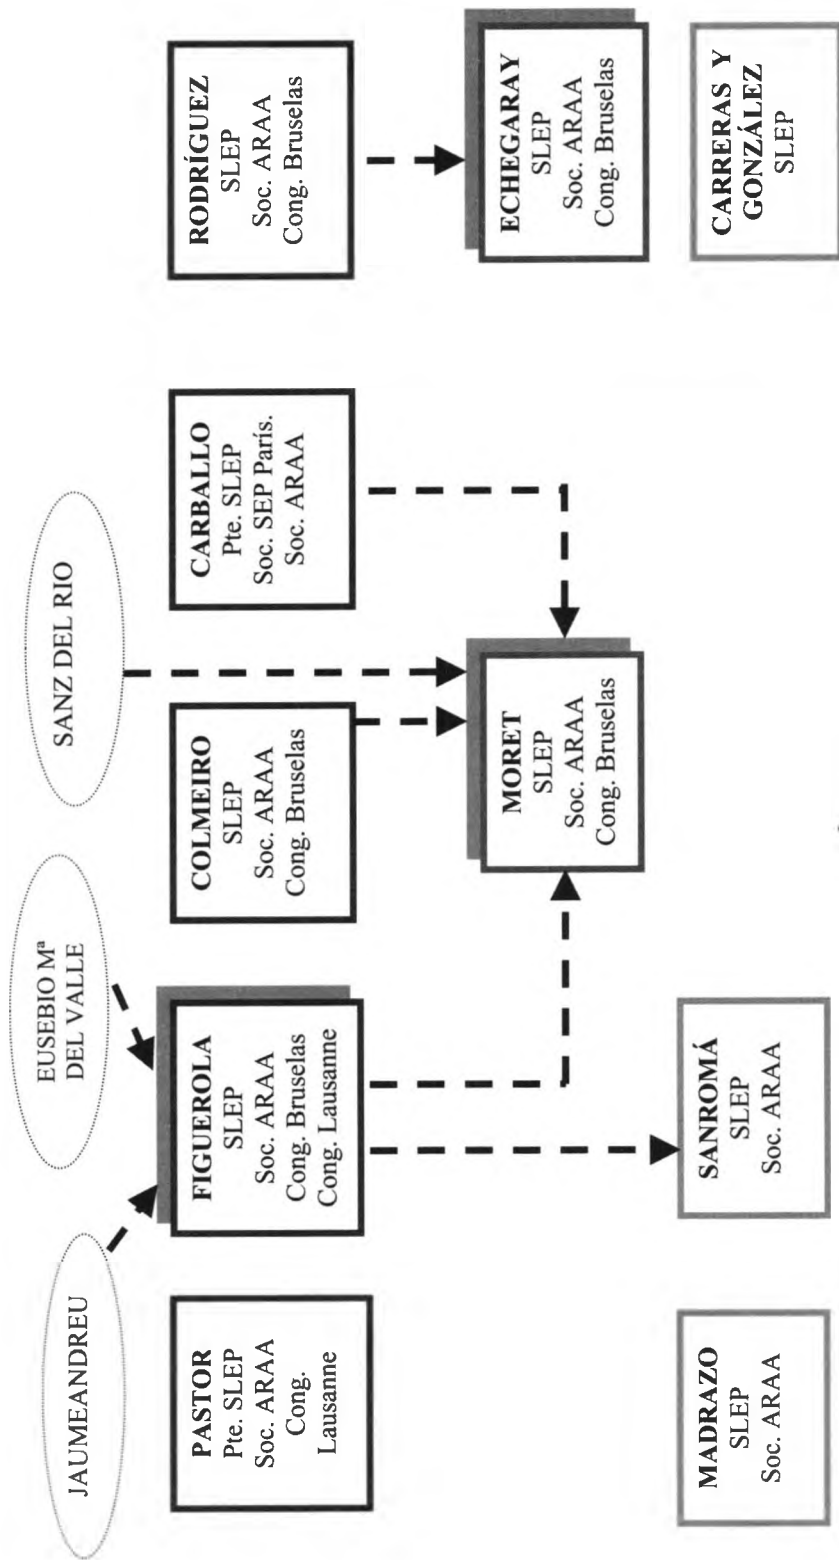 JAUMEANDREU
EUSEBIO Mª
DEL VALLE
SANZ DEL RIO
PASTOR
Pte. SLEP
Soc. ARAA
Cong.
Lausanne
FIGUEROLA
SLEP
Soc. ARAA
Cong. Bruselas
Cong. Lausanne
COLMEIRO
SLEP
Soc. ARAA
Cong. Bruselas
CARBALLO
Pte. SLEP
Soc. SEP París.
Soc. ARAA
RODRÍGUEZ
SLEP
Soc. ARAA
Cong. Bruselas
MORET
SLEP
Soc. ARAA
Cong. Bruselas
ECHEGARAY
SLEP
Soc. ARAA
Cong. Bruselas
MADRAZO
SLEP
Soc. ARAA
SANROMÁ
SLEP
Soc. ARAA
CARRERAS Y
GONZÁLEZ
SLEP